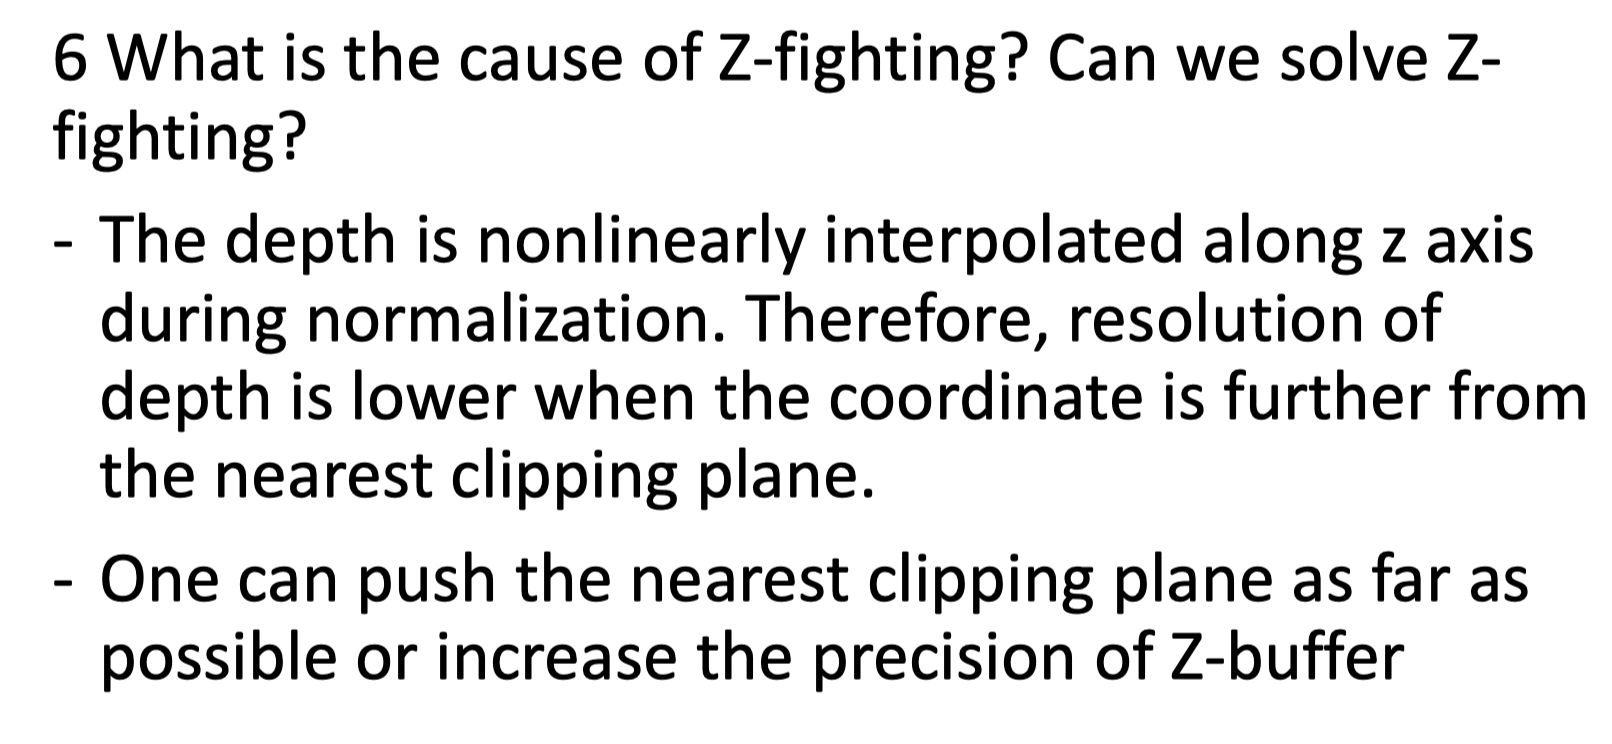 6 What is the cause of Z-fighting? Can we solve Z-
fighting?
- The depth is nonlinearly interpolated along z axis
during normalization. Therefore, resolution of
depth is lower when the coordinate is further from
the nearest clipping plane.
- One can push the nearest clipping plane as far as
possible or increase the precision of Z-buffer